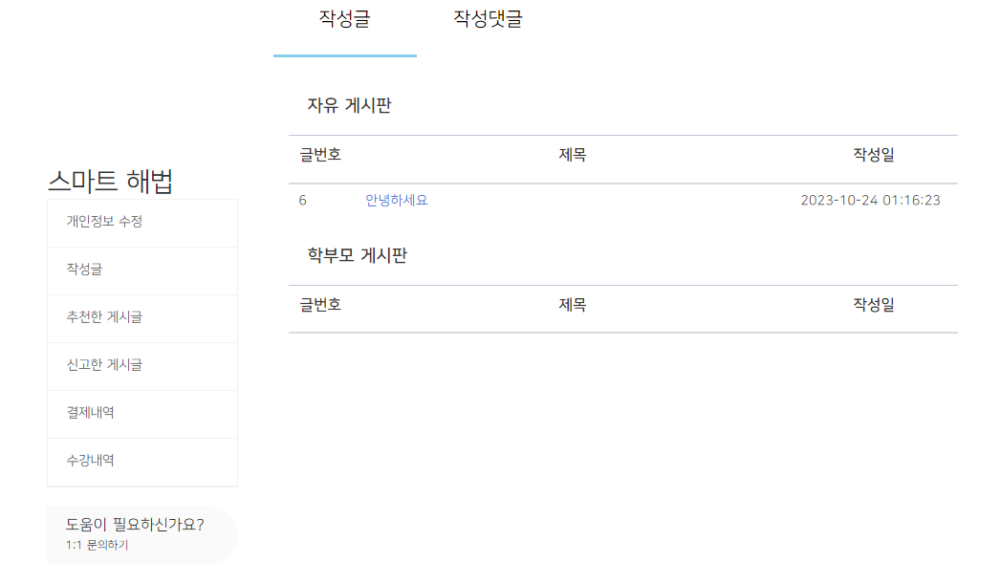 작성글 작성댓글
스마트 해법
개인정보 수정
작성글
추천한 게시글
신고한 게시글
결제내역
수강내역
도움이 필요하신가요?
1:1 문의하기
자유 게시판
글번호 제목 작성일
6 안녕하세요 2023-10-24 01:16:23
학부모 게시판
글번호 제목 작성일